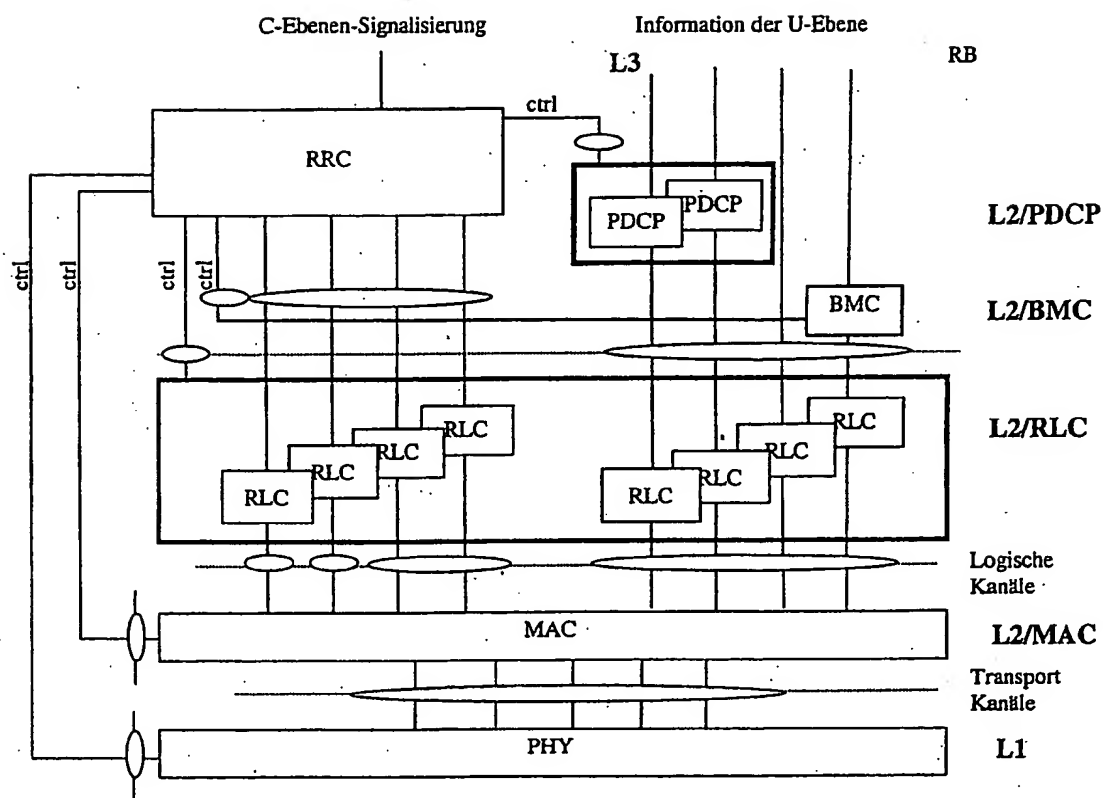 C-Ebenen-Signalisierung
Information der U-Ebene
L3
RB
ctrl
RRC
PDCP
PDCP
L2/PDCP
ctrl
ctrl
ctrl
ctrl
BMC
L2/BMC
RLC
RLC
RLC
RLC
RLC
RLC
RLC
RLC
L2/RLC
Logische
Kanäle
MAC
L2/MAC
Transport
Kanäle
PHY
L1